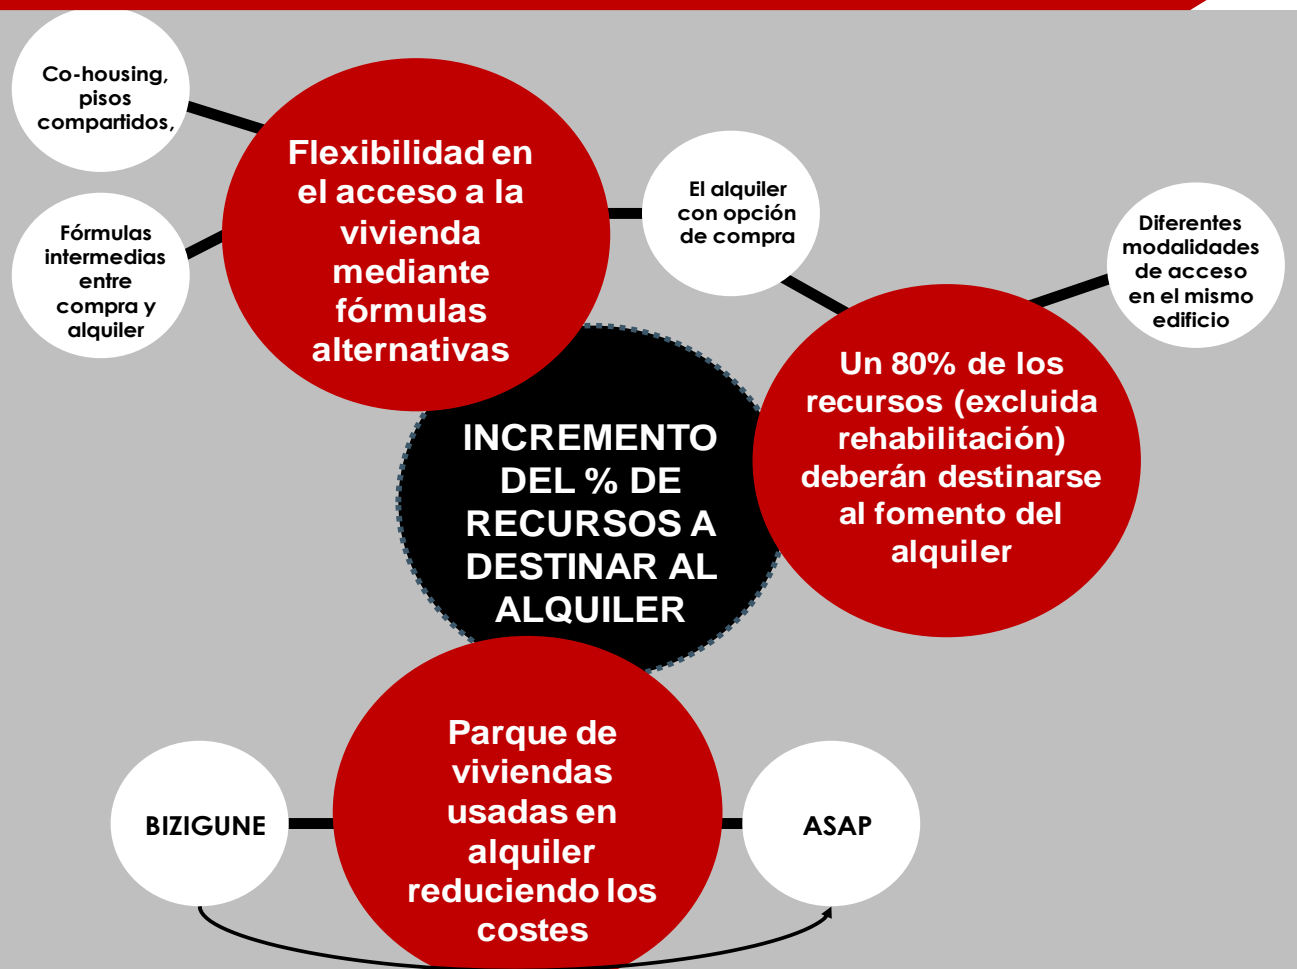 Co-housing,
pisos
compartidos,
Fórmulas
intermedias
entre
compra y
alquiler
Flexibilidad en
el acceso a la
vivienda
mediante
fórmulas
alternativas
El alquiler
con opción
de compra
Diferentes
modalidades
de acceso
en el mismo
edificio
Un 80% de los
recursos (excluida
rehabilitación)
deberán destinarse
al fomento del
alquiler
INCREMENTO
DEL % DE
RECURSOS A
DESTINAR AL
ALQUILER
Parque de
viviendas
usadas en
alquiler
reduciendo los
costes
BIZIGUNE
ASAP